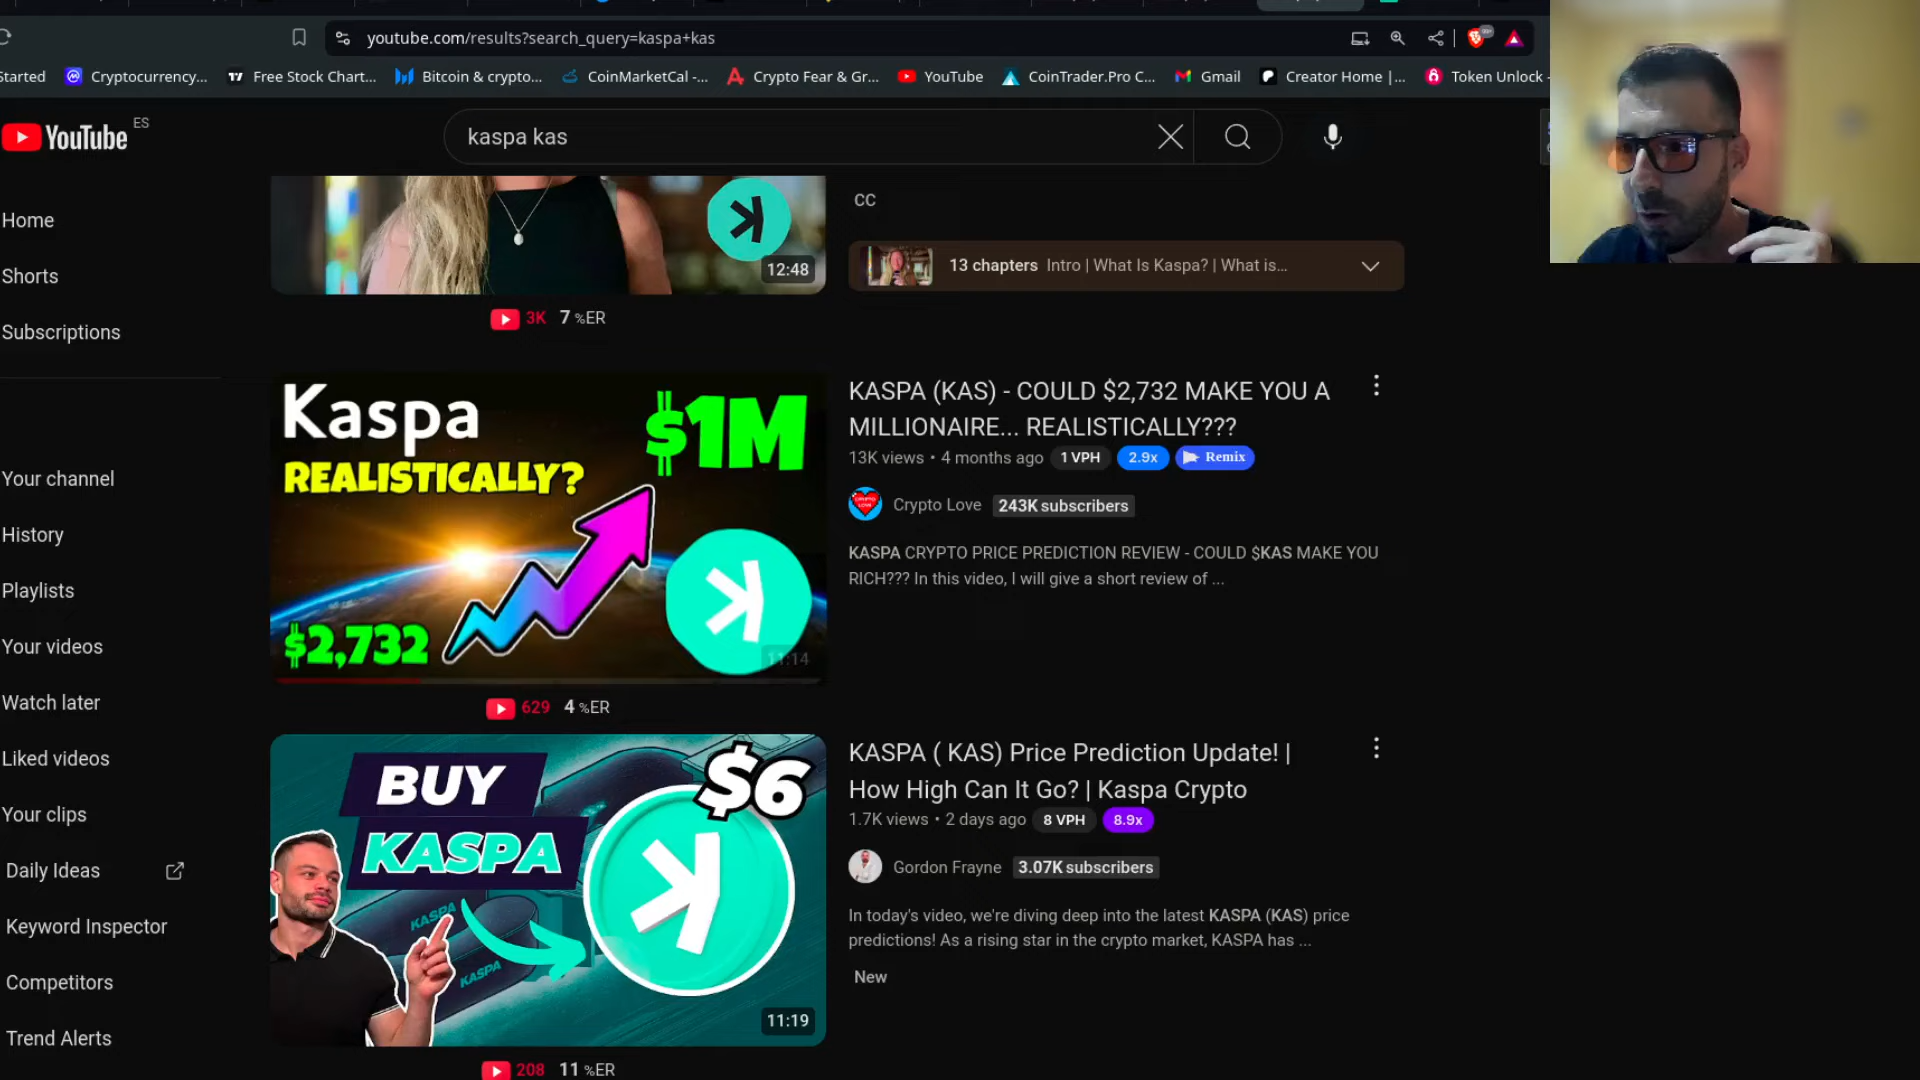 youtube.com/results?search_query=kaspa+kas
Started
Cryptocurrency...
Free Stock Chart...
Bitcoin & crypto...
CoinMarketCal -...
Crypto Fear & Gr...
YouTube
CoinTrader.Pro C...
Gmail
Creator Home |...
Token Unlock -
YouTube ES
kaspa kas
Home
Shorts
Subscriptions
Your channel
History
Playlists
Your videos
Watch later
Liked videos
Your clips
Daily Ideas
Keyword Inspector
Competitors
Trend Alerts
12:48
CC
13 chapters Intro | What Is Kaspa? | What is...
3K 7 %ER
Kaspa
REALISTICALLY?
$1M
$2,732
11:14
KASPA (KAS) - COULD $2,732 MAKE YOU A
MILLIONAIRE... REALISTICALLY???
13K views • 4 months ago 1 VPH 2.9x Remix
Crypto Love 243K subscribers
KASPA CRYPTO PRICE PREDICTION REVIEW - COULD $KAS MAKE YOU
RICH??? In this video, I will give a short review of ...
629 4 %ER
BUY
KASPA
$6
KASPA
KASPA
11:19
KASPA ( KAS) Price Prediction Update! |
How High Can It Go? | Kaspa Crypto
1.7K views • 2 days ago 8 VPH 8.9x
Gordon Frayne 3.07K subscribers
In today's video, we're diving deep into the latest KASPA (KAS) price
predictions! As a rising star in the crypto market, KASPA has ...
New
208 11 %ER